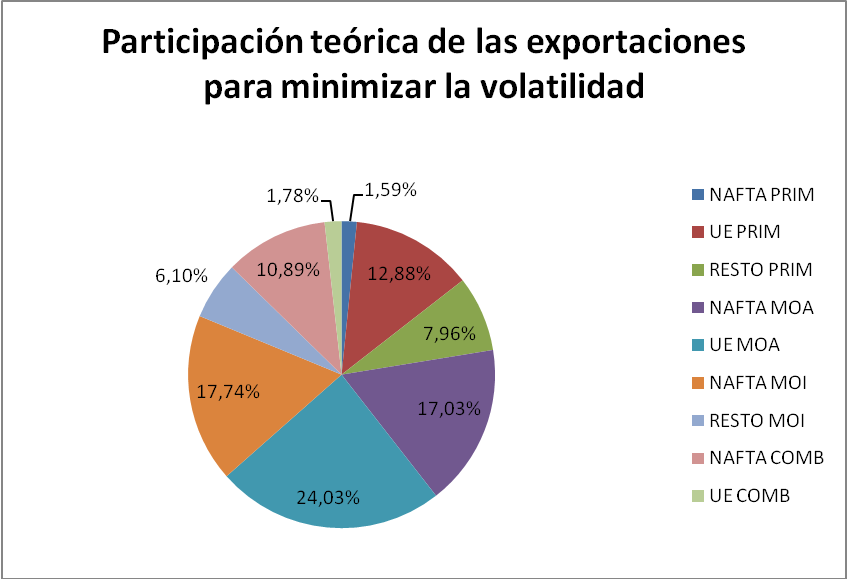 Participación teórica de las exportaciones
para minimizar la volatilidad
1,78%
1,59%
10,89%
12,88%
6,10%
7,96%
17,74%
17,03%
24,03%
NAFTA PRIM
UE PRIM
RESTO PRIM
NAFTA MOA
UE MOA
NAFTA MOI
RESTO MOI
NAFTA COMB
UE COMB